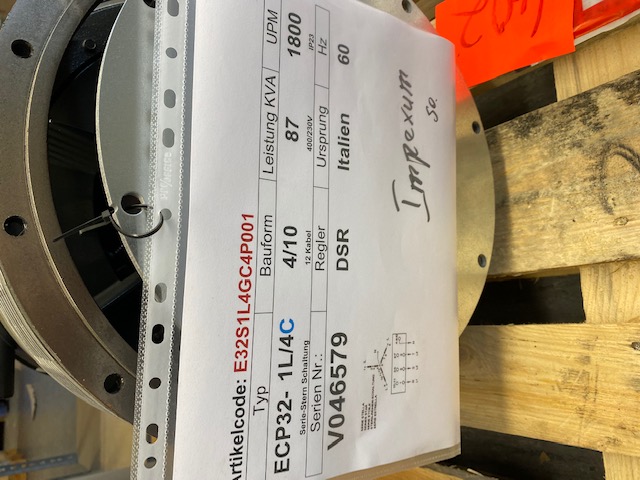 Artikelcode: E32S1L4GC4P001
Typ Bauform Leistung KVA UPM
ECP32- 1L/4C 4/10 87 1800
Serie-Stern Schaltung 12 Kabel 400/230V IP23
Serien Nr.: Regler Ursprung Hz
V046579 DSR Italien 60
Impexum